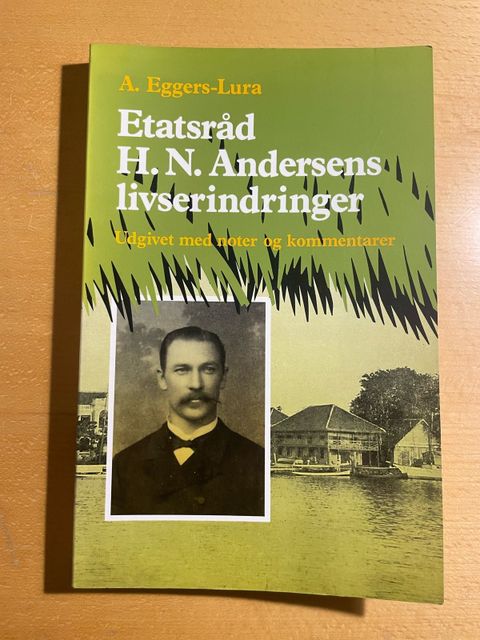 A. Eggers-Lura
Etatsråd
H. N. Andersens
livserindringer
Udgivet med noter og kommentarer